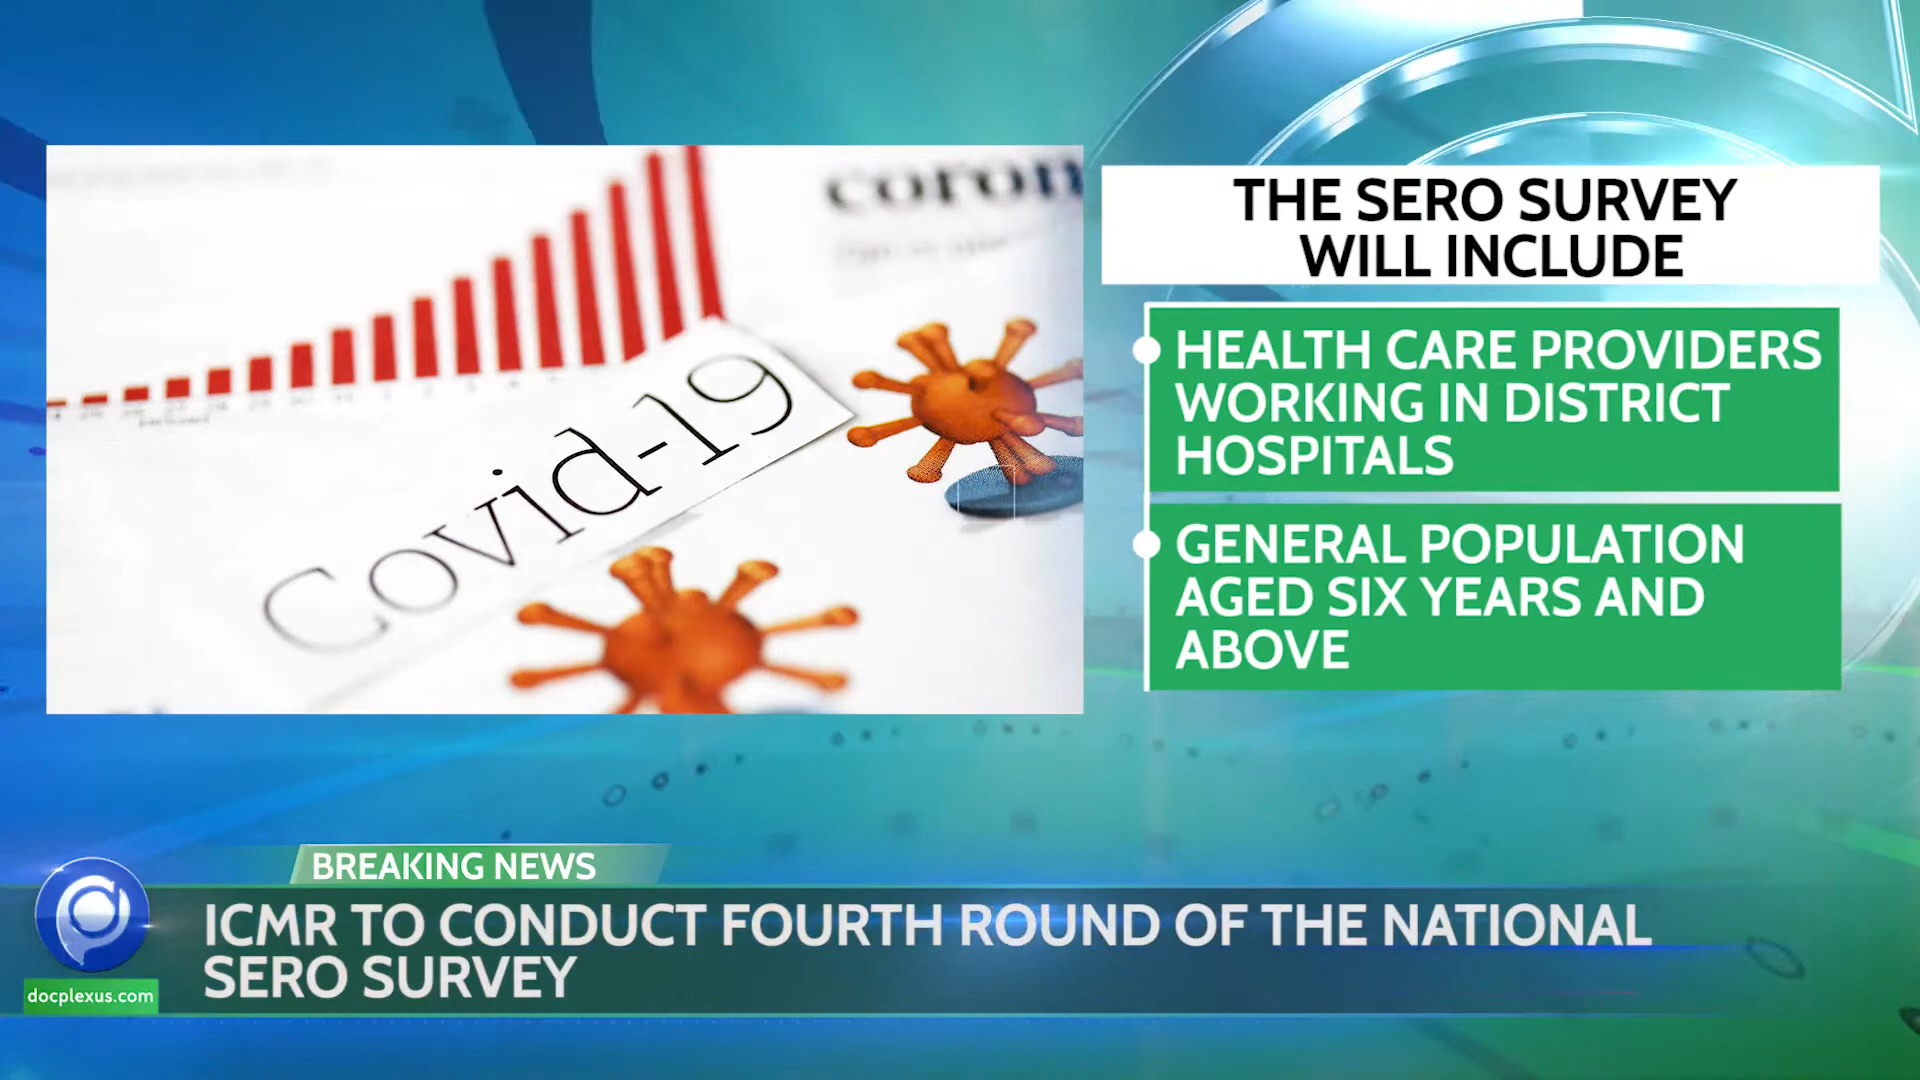 coron
Covid-19
THE SERO SURVEY
WILL INCLUDE
HEALTH CARE PROVIDERS
WORKING IN DISTRICT
HOSPITALS
GENERAL POPULATION
AGED SIX YEARS AND
ABOVE
BREAKING NEWS
ICMR TO CONDUCT FOURTH ROUND OF THE NATIONAL
SERO SURVEY
docplexus.com